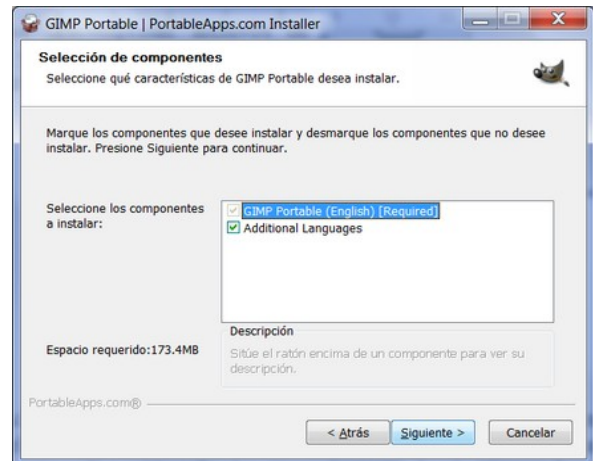 GIMP Portable | PortableApps.com Installer
Selección de componentes
Seleccione qué características de GIMP Portable desea instalar.
Marque los componentes que desee instalar y desmarque los componentes que no desee
instalar. Presione Siguiente para continuar.
Seleccione los componentes
a instalar:
GIMP Portable (English) [Required]
Additional Languages
Espacio requerido:173.4MB
Descripción
Sitúe el ratón encima de un componente para ver su
descripción.
PortableApps.com®
< Atrás
Siguiente >
Cancelar